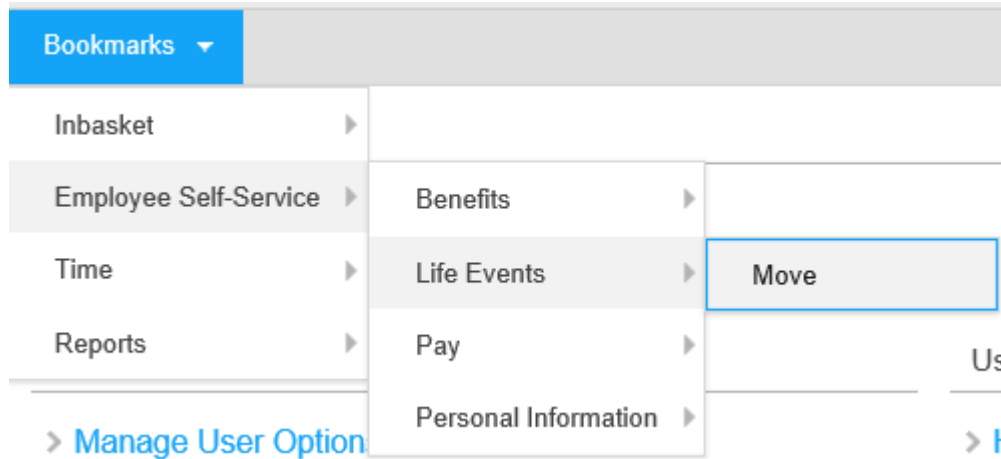 Bookmarks
Inbasket
Employee Self-Service
Time
Reports
Benefits
Life Events
Pay
Personal Information
Move
Manage User Option